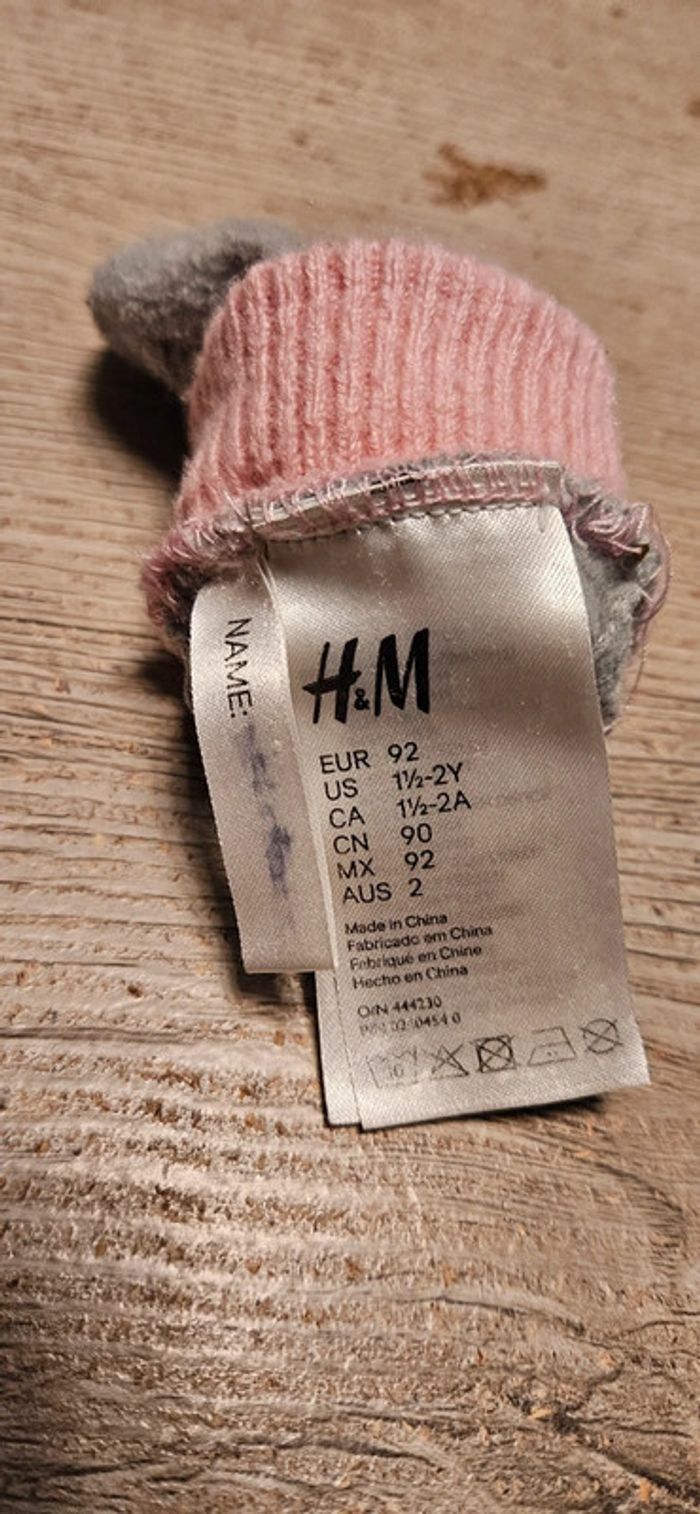 NAME:
H&M
EUR 92
US 1½-2Y
CA 1½-2A
CN 90
MX 92
AUS 2
Made in China
Fabricado em China
Fabriqué en Chine
Hecho en China
O/N 444230